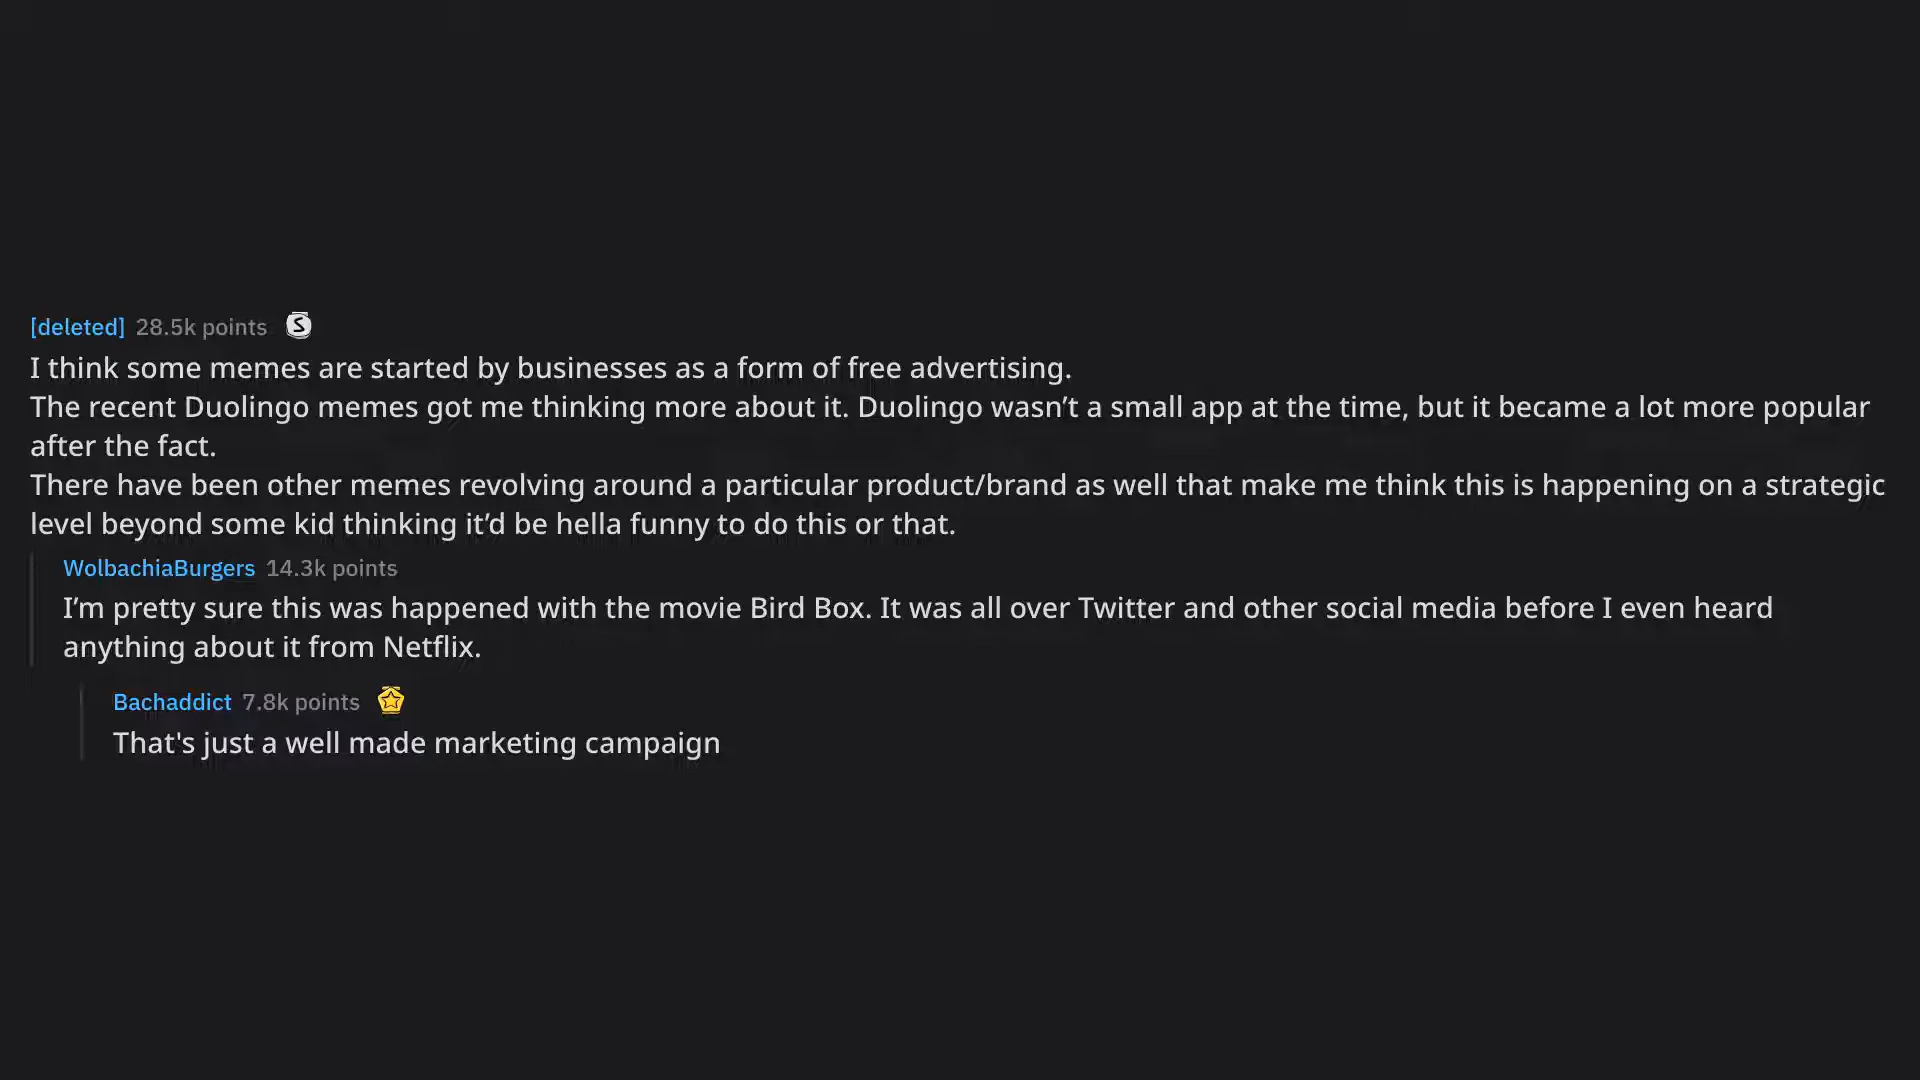 [deleted] 28.5k points
I think some memes are started by businesses as a form of free advertising.
The recent Duolingo memes got me thinking more about it. Duolingo wasn’t a small app at the time, but it became a lot more popular
after the fact.
There have been other memes revolving around a particular product/brand as well that make me think this is happening on a strategic
level beyond some kid thinking it’d be hella funny to do this or that.
WolbachiaBurgers 14.3k points
I’m pretty sure this was happened with the movie Bird Box. It was all over Twitter and other social media before I even heard
anything about it from Netflix.
Bachaddict 7.8k points
That's just a well made marketing campaign